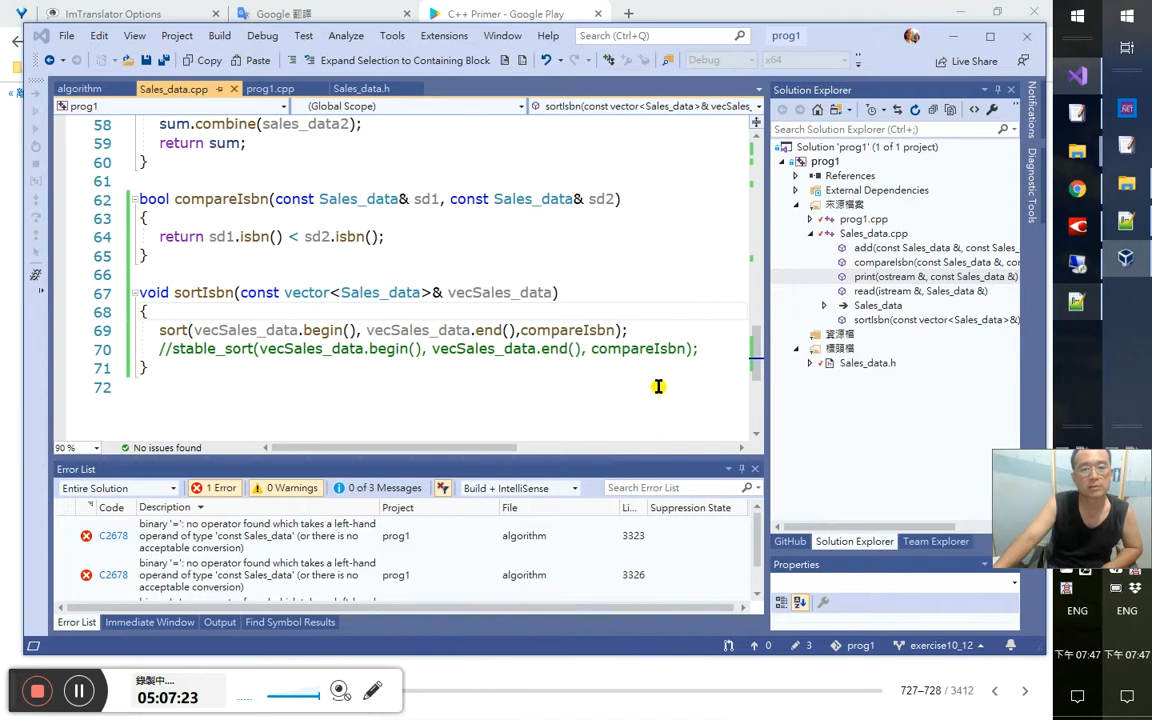 ImTranslator Options
Google 翻譯
C++ Primer - Google Play
File Edit View Project Build Debug Test Analyze Tools Extensions Window Help Search (Ctrl+Q) prog1
Copy Paste Expand Selection to Containing Block Debug x64 Live Share
algorithm Sales_data.cpp prog1.cpp Sales_data.h
prog1 (Global Scope) sortIsbn(const vector<Sales_data>& vecSales_
58 sum.combine(sales_data2);
59 return sum;
60 }
61
62 bool compareIsbn(const Sales_data& sd1, const Sales_data& sd2)
63 {
64 return sd1.isbn() < sd2.isbn();
65 }
66
67 void sortIsbn(const vector<Sales_data>& vecSales_data)
68 {
69 sort(vecSales_data.begin(), vecSales_data.end(),compareIsbn);
70 //stable_sort(vecSales_data.begin(), vecSales_data.end(), compareIsbn);
71 }
72
90 % No issues found
Solution Explorer
Search Solution Explorer (Ctrl+;)
Solution 'prog1' (1 of 1 project)
prog1
References
External Dependencies
來源檔案
prog1.cpp
Sales_data.cpp
add(const Sales_data &, const Sales_
compareIsbn(const Sales_data &, co
print(ostream &, const Sales_data &)
read(istream &, Sales_data &)
Sales_data
sortIsbn(const vector<Sales_data>&
資源檔
標頭檔
Sales_data.h
GitHub Solution Explorer Team Explorer
Properties
Notifications
Diagnostic Tools
Error List
Entire Solution 1 Error 0 Warnings 0 of 3 Messages Build + IntelliSense Search Error List
Code Description Project File Li... Suppression State
C2678 binary '=': no operator found which takes a left-hand operand of type 'const Sales_data' (or there is no acceptable conversion) prog1 algorithm 3323
C2678 binary '=': no operator found which takes a left-hand operand of type 'const Sales_data' (or there is no acceptable conversion) prog1 algorithm 3326
Error List Immediate Window Output Find Symbol Results
0 3 prog1 exercise10_12
ENG ENG
下午 07:47 下午 07:47
錄製中....
05:07:23
727–728 / 3412